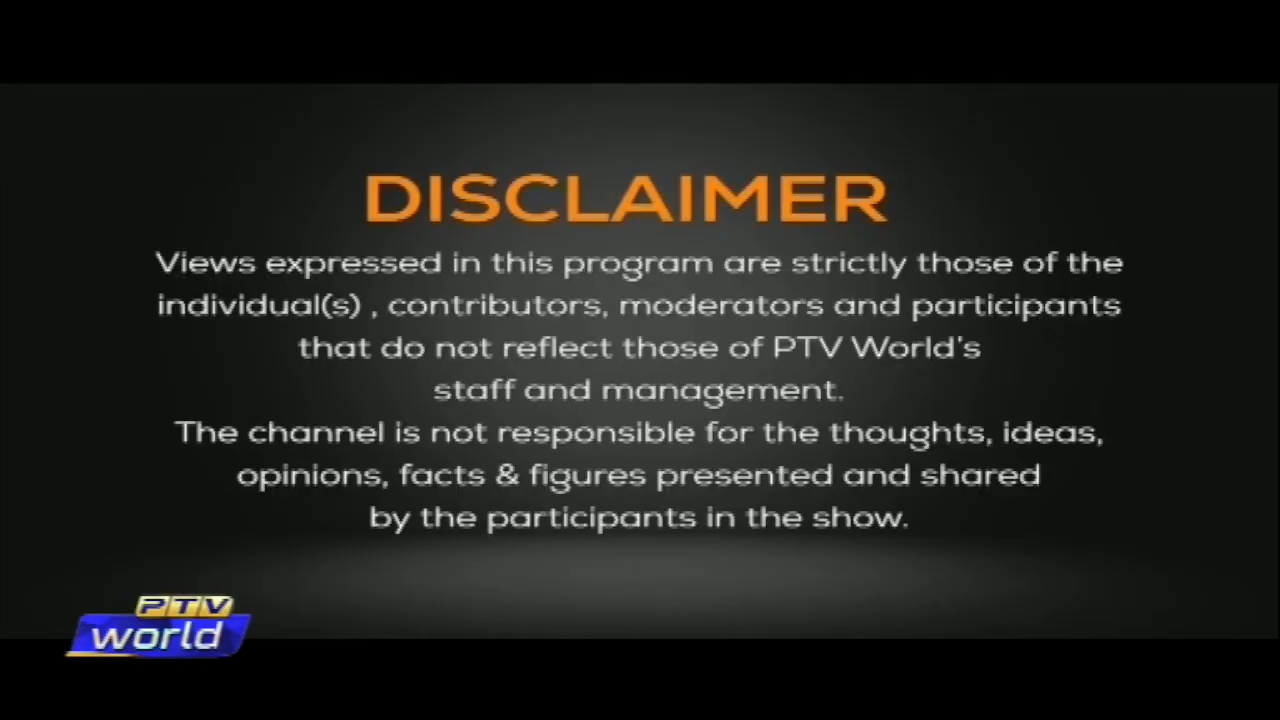 DISCLAIMER
Views expressed in this program are strictly those of the
individual(s) , contributors, moderators and participants
that do not reflect those of PTV World's
staff and management.
The channel is not responsible for the thoughts, ideas,
opinions, facts & figures presented and shared
by the participants in the show.
PTV
world